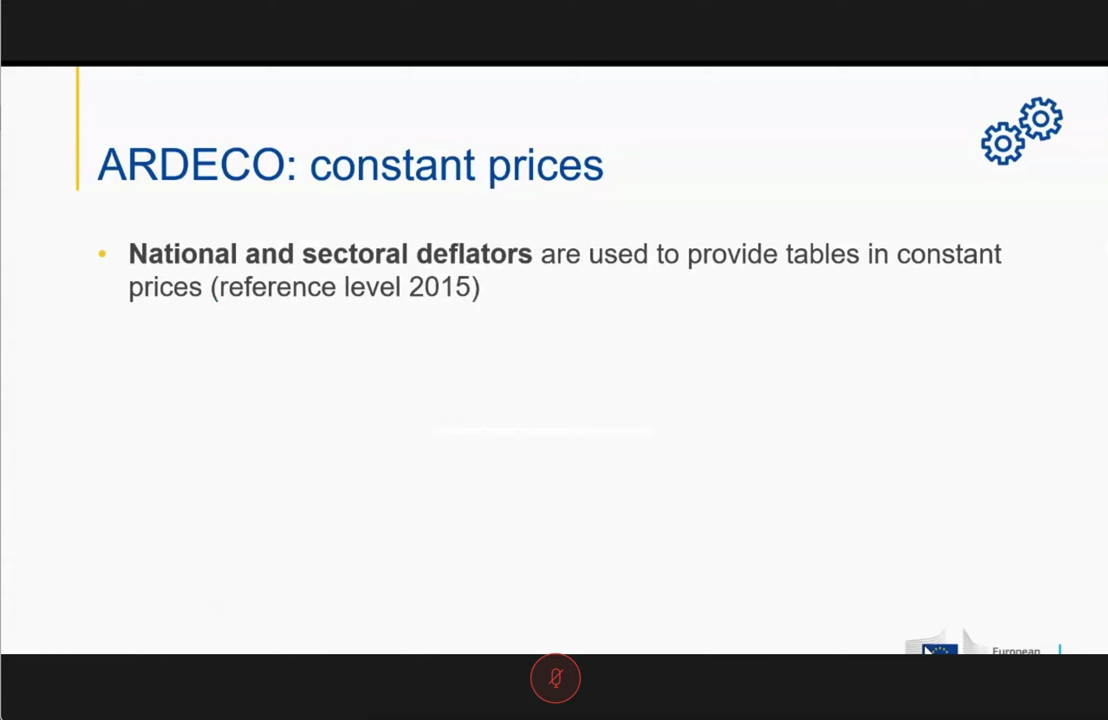 ARDECO: constant prices
• National and sectoral deflators are used to provide tables in constant
prices (reference level 2015)
European